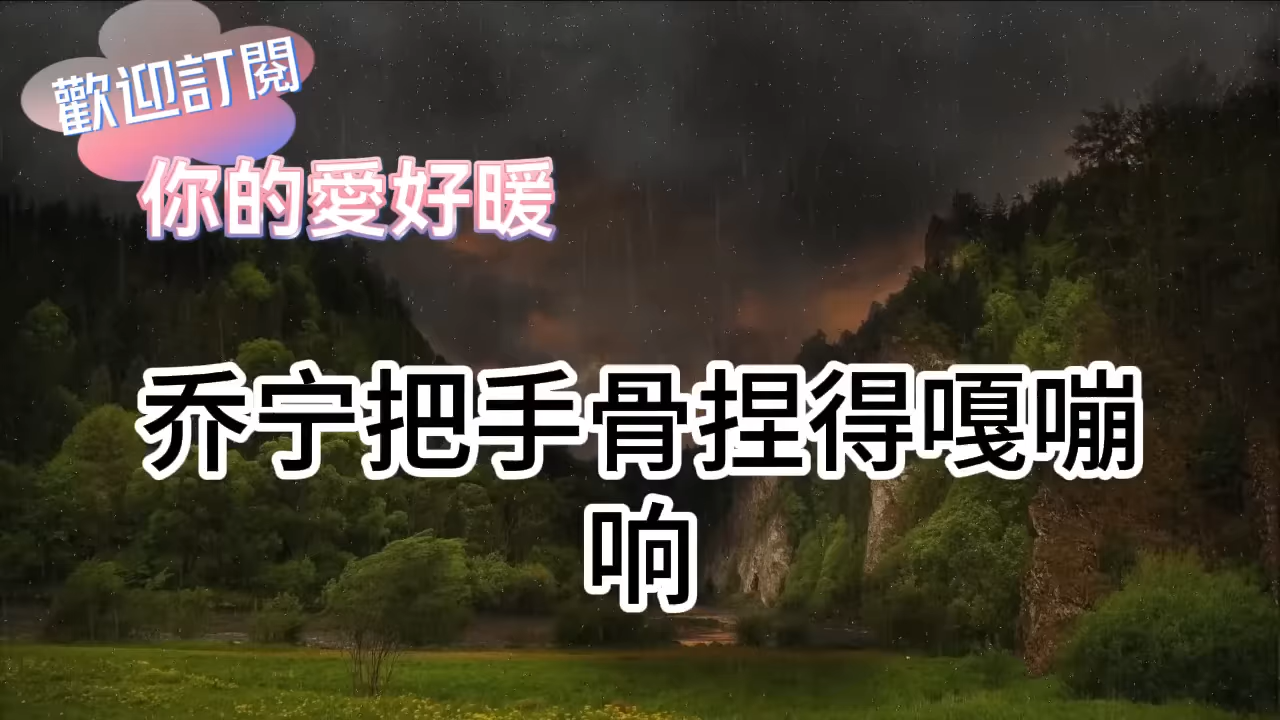 歡迎訂閱
你的愛好暖
乔宁把手骨捏得嘎嘣
响